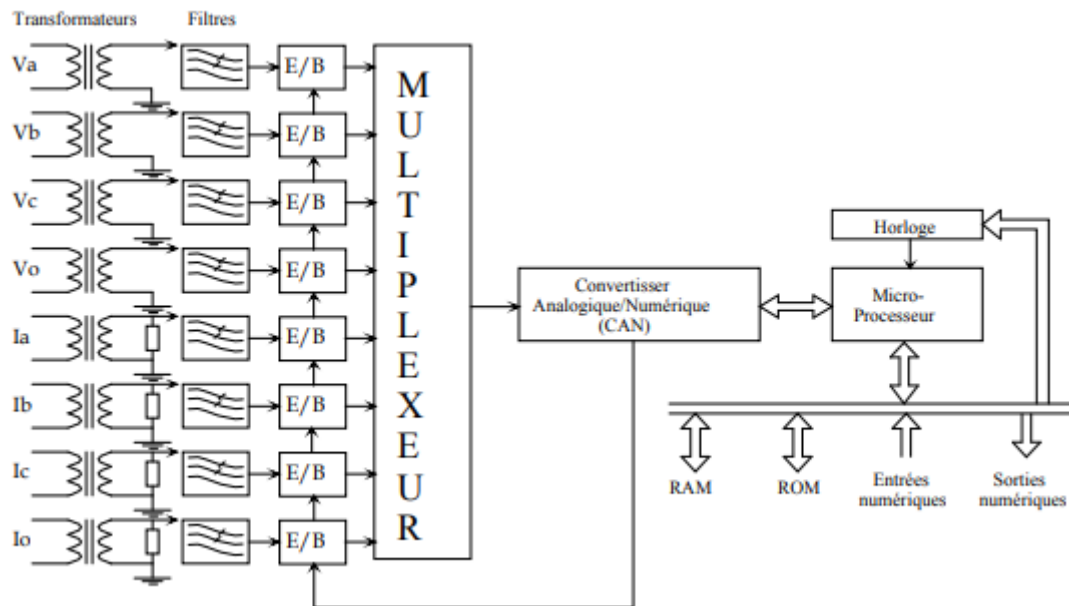 Transformateurs
Filtres
Va
E/B
Vb
E/B
Vc
E/B
Vo
E/B
Ia
E/B
Ib
E/B
Ic
E/B
Io
E/B
MULTIPLEXEUR
Convertisser
Analogique/Numérique
(CAN)
Horloge
Micro-
Processeur
RAM
ROM
Entrées
numériques
Sorties
numériques